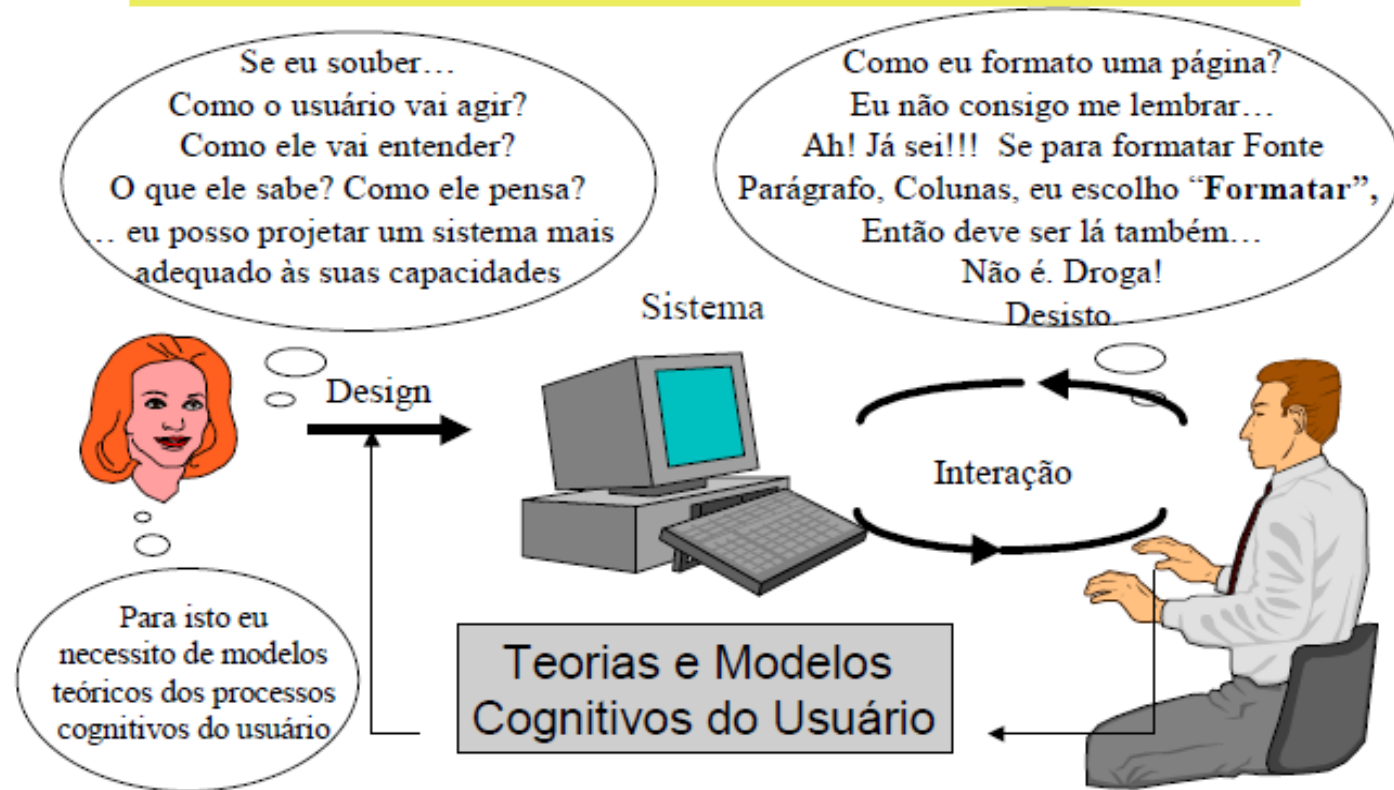 Se eu souber…
Como o usuário vai agir?
Como ele vai entender?
O que ele sabe? Como ele pensa?
… eu posso projetar um sistema mais
adequado às suas capacidades
Como eu formato uma página?
Eu não consigo me lembrar…
Ah! Já sei!!! Se para formatar Fonte
Parágrafo, Colunas, eu escolho “Formatar”,
Então deve ser lá também…
Não é. Droga!
Desisto.
Sistema
Design
Interação
Para isto eu
necessito de modelos
teóricos dos processos
cognitivos do usuário
Teorias e Modelos
Cognitivos do Usuário